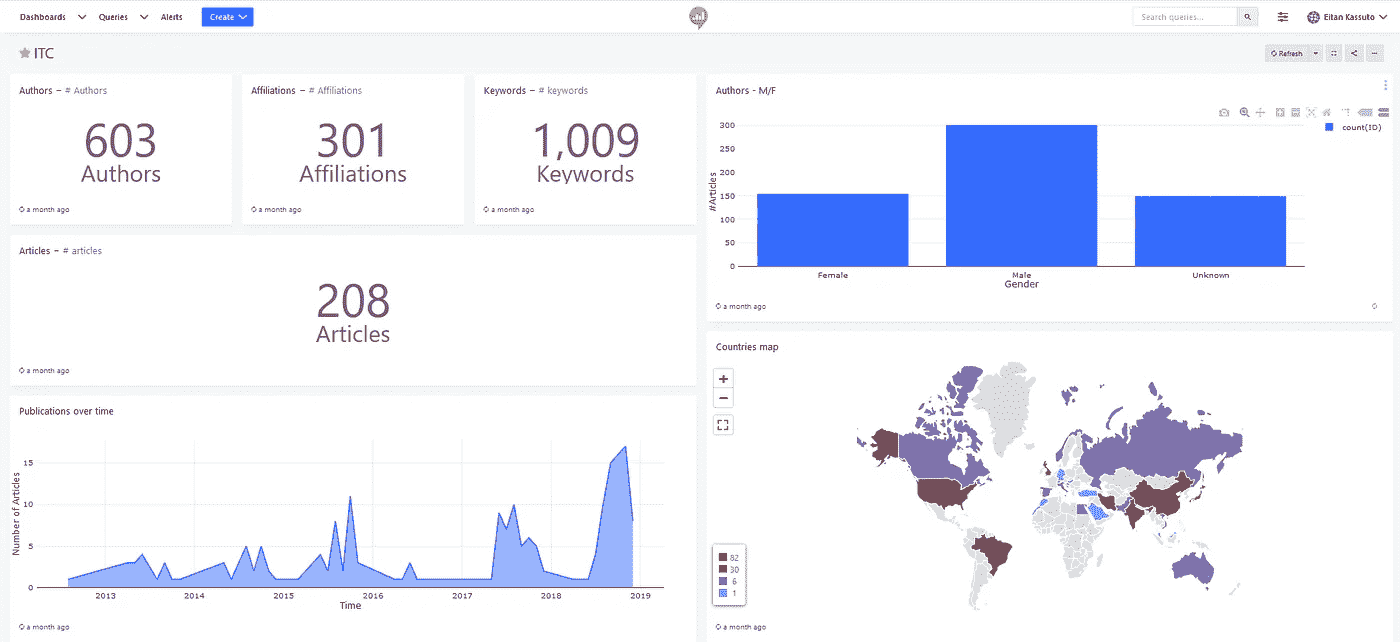 Dashboards Queries Alerts Create Search queries... Eitan Kassuto
ITC Refresh
Authors – # Authors
603
Authors
a month ago
Affiliations – # Affiliations
301
Affiliations
a month ago
Keywords – # keywords
1,009
Keywords
a month ago
Articles – # articles
208
Articles
a month ago
Publications over time
Number of Articles
15
10
5
0
2013 2014 2015 2016 2017 2018 2019
Time
a month ago
Authors - M/F
count(ID)
#Articles
300
250
200
150
100
50
0
Female Male Unknown
Gender
a month ago
Countries map
+
−
82
30
6
1
a month ago